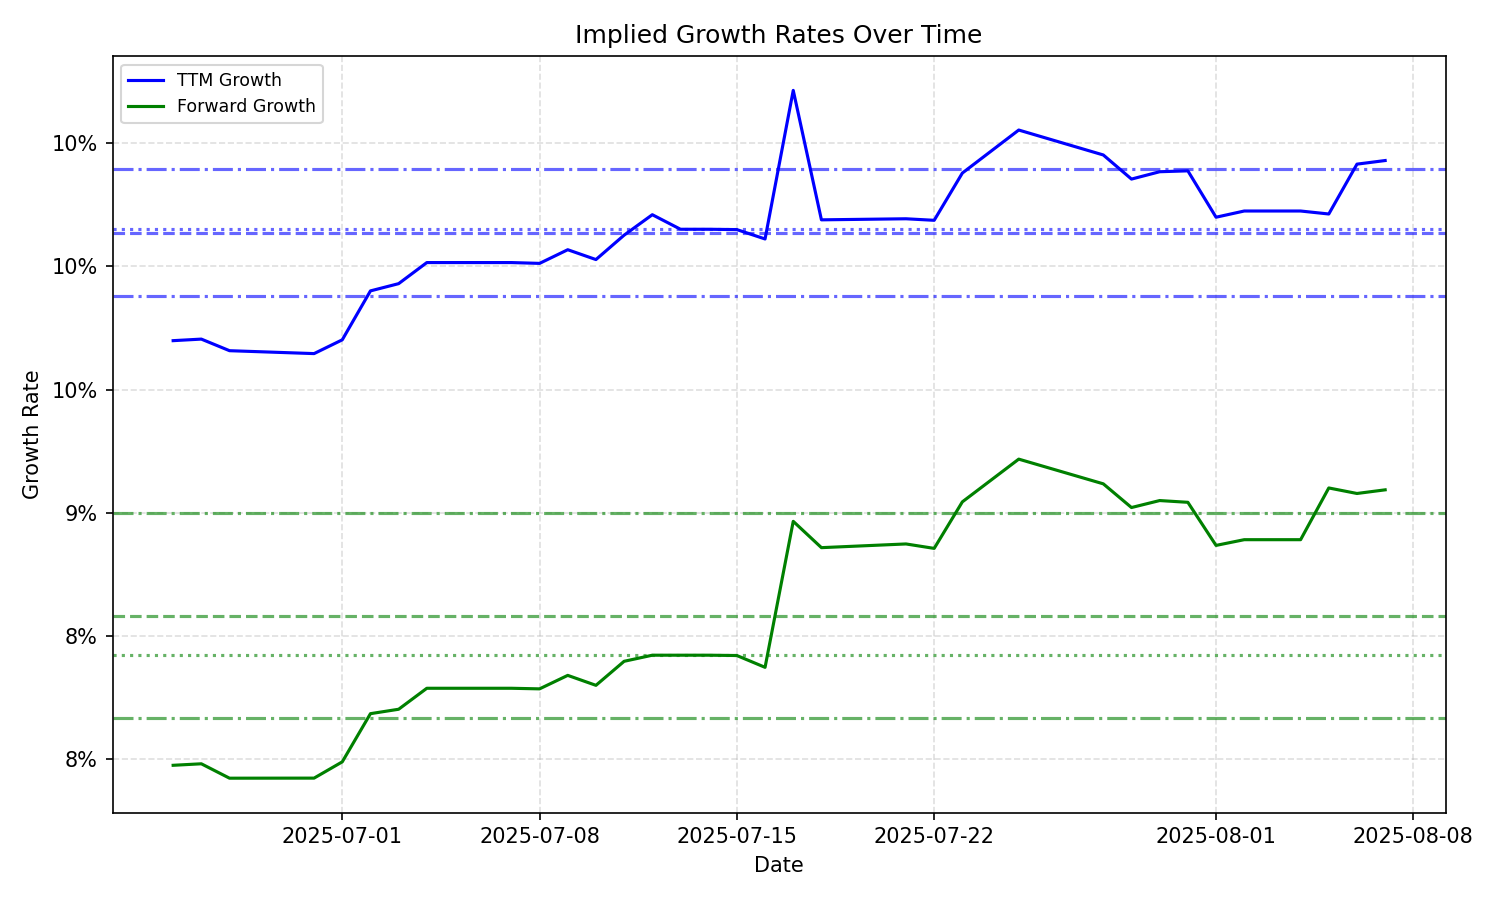 Implied Growth Rates Over Time
TTM Growth
Forward Growth
Growth Rate
10%
10%
10%
9%
8%
8%
2025-07-01
2025-07-08
2025-07-15
2025-07-22
2025-08-01
2025-08-08
Date